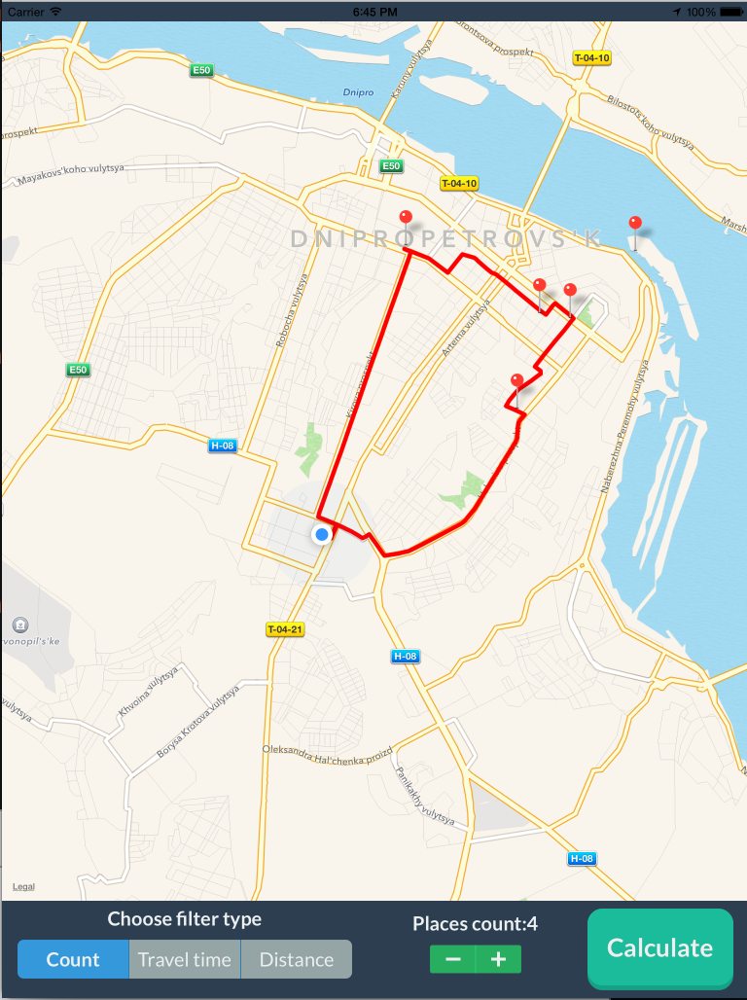 Carrier 6:45 PM 100%
Vorontsova prospekt
T-04-10
E50
Karuny vulytsya
Dnipro
Bilostots'koho vulytsya
prospekt
E50
Mayakovs'koho vulytsya
T-04-10
Marsh
DNIPROPETROVS'K
Robocha vulytsya
Artema vulytsya
Kirova prospekt
E50
Naberezhna Peremohy vulytsya
H-08
T-04-21
vonopil's'ke
H-08
Khvoina vulytsya
vulytsya
Borysa Krotova vulytsya
Oleksandra Hal'chenka proizd
Panikakhy vulytsya
H-08
Legal
Choose filter type
Count Travel time Distance
Places count:4
− +
Calculate